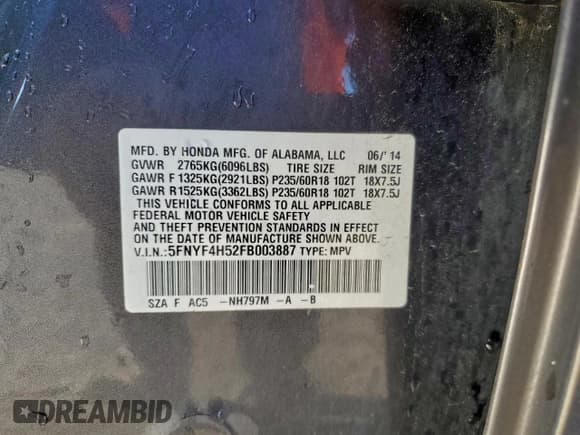 MFD. BY HONDA MFG. OF ALABAMA, LLC 06/'14
GVWR 2765KG(6096LBS) TIRE SIZE RIM SIZE
GAWR F 1325KG(2921LBS) P235/60R18 102T 18X7.5J
GAWR R1525KG(3362LBS) P235/60R18 102T 18X7.5J
THIS VEHICLE CONFORMS TO ALL APPLICABLE
FEDERAL MOTOR VEHICLE SAFETY
AND THEFT PREVENTION STANDARDS IN EFFECT
ON THE DATE OF MANUFACTURE SHOWN ABOVE.
V.I.N.:5FNYF4H52FB003887 TYPE: MPV
SZA F AC5 -NH797M -A -B
DREAMBID